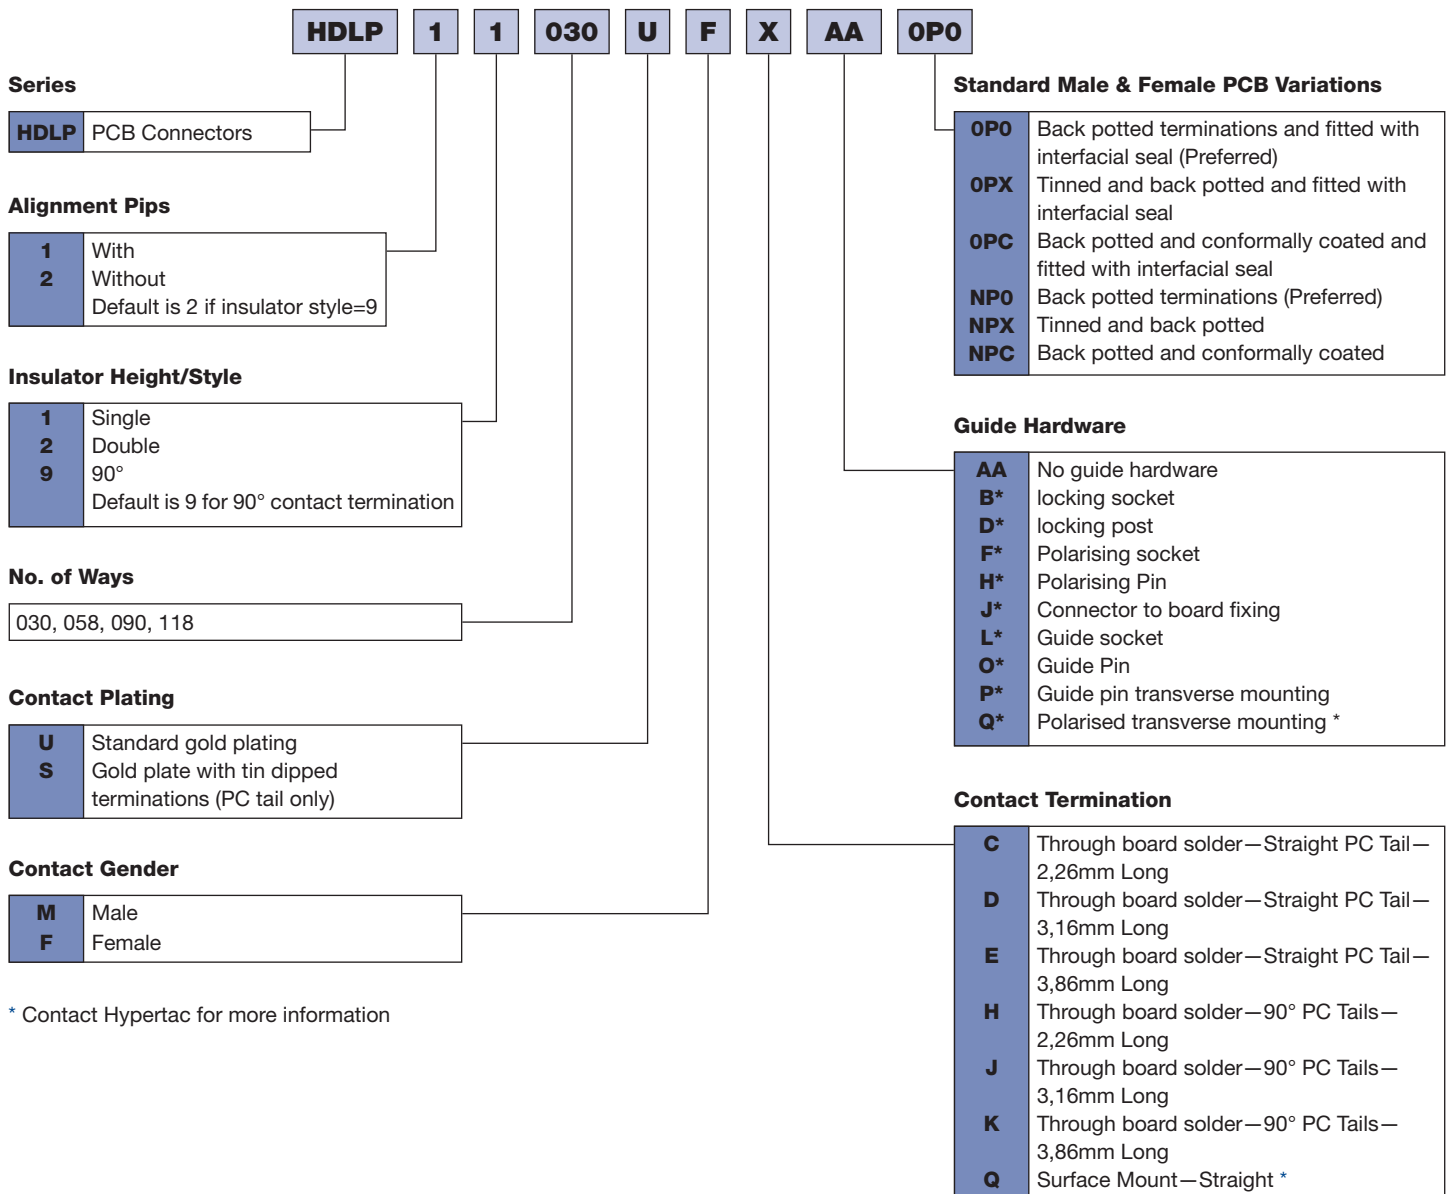 HDLP 1 1 030 U F X AA 0P0
Series
HDLP PCB Connectors
Alignment Pips
1 With
2 Without
Default is 2 if insulator style=9
Insulator Height/Style
1 Single
2 Double
9 90°
Default is 9 for 90° contact termination
No. of Ways
030, 058, 090, 118
Contact Plating
U Standard gold plating
S Gold plate with tin dipped
terminations (PC tail only)
Contact Gender
M Male
F Female
* Contact Hypertac for more information
Standard Male & Female PCB Variations
0P0 Back potted terminations and fitted with
interfacial seal (Preferred)
0PX Tinned and back potted and fitted with
interfacial seal
0PC Back potted and conformally coated and
fitted with interfacial seal
NP0 Back potted terminations (Preferred)
NPX Tinned and back potted
NPC Back potted and conformally coated
Guide Hardware
AA No guide hardware
B* locking socket
D* locking post
F* Polarising socket
H* Polarising Pin
J* Connector to board fixing
L* Guide socket
O* Guide Pin
P* Guide pin transverse mounting
Q* Polarised transverse mounting *
Contact Termination
C Through board solder—Straight PC Tail—
2,26mm Long
D Through board solder—Straight PC Tail—
3,16mm Long
E Through board solder—Straight PC Tail—
3,86mm Long
H Through board solder—90° PC Tails—
2,26mm Long
J Through board solder—90° PC Tails—
3,16mm Long
K Through board solder—90° PC Tails—
3,86mm Long
Q Surface Mount—Straight *